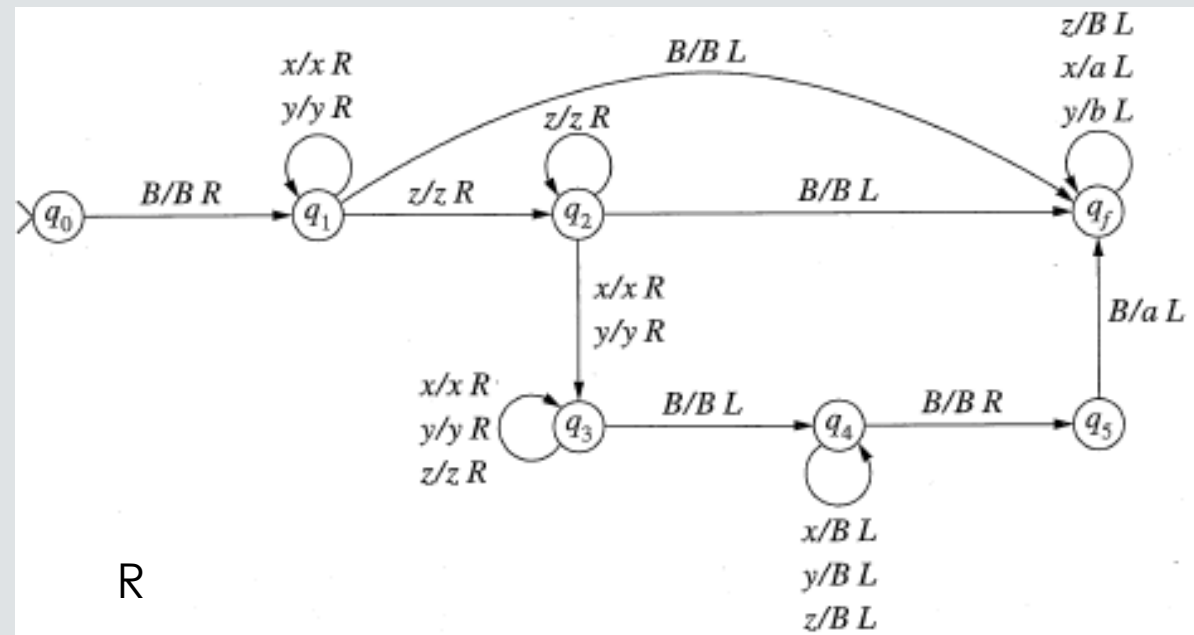 z/B L
x/a L
y/b L
B/B L
x/x R
y/y R
z/z R
B/B R
z/z R
B/B L
q0
q1
q2
qf
x/x R
y/y R
B/a L
x/x R
y/y R
z/z R
B/B L
B/B R
q3
q4
q5
x/B L
y/B L
z/B L
R